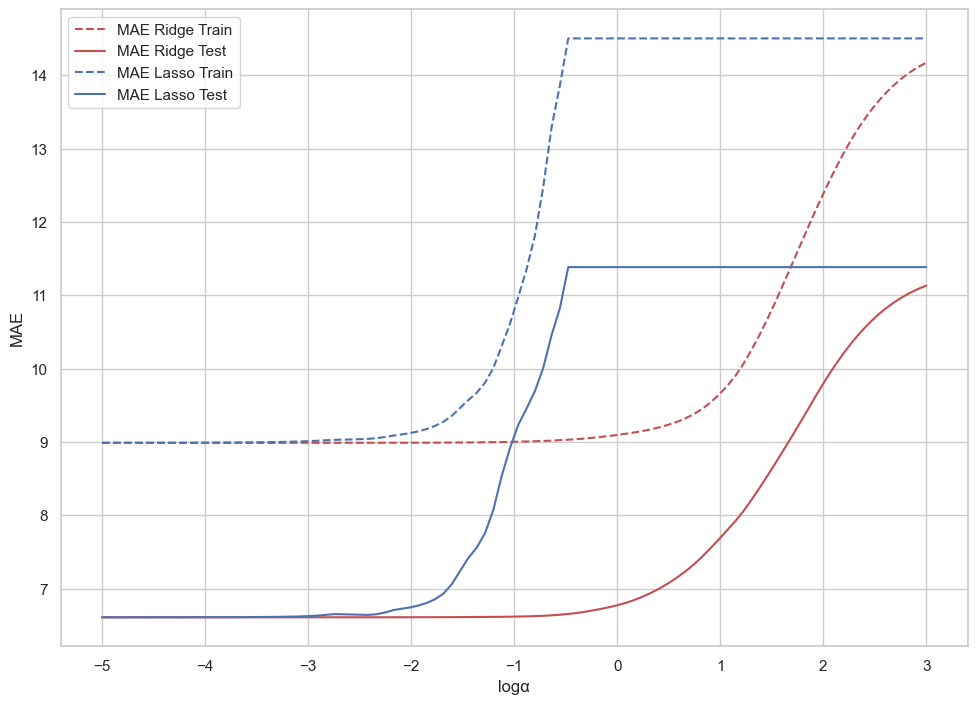 MAE Ridge Train
MAE Ridge Test
MAE Lasso Train
MAE Lasso Test
14
13
12
11
10
9
8
7
MAE
−5
−4
−3
−2
−1
0
1
2
3
logα